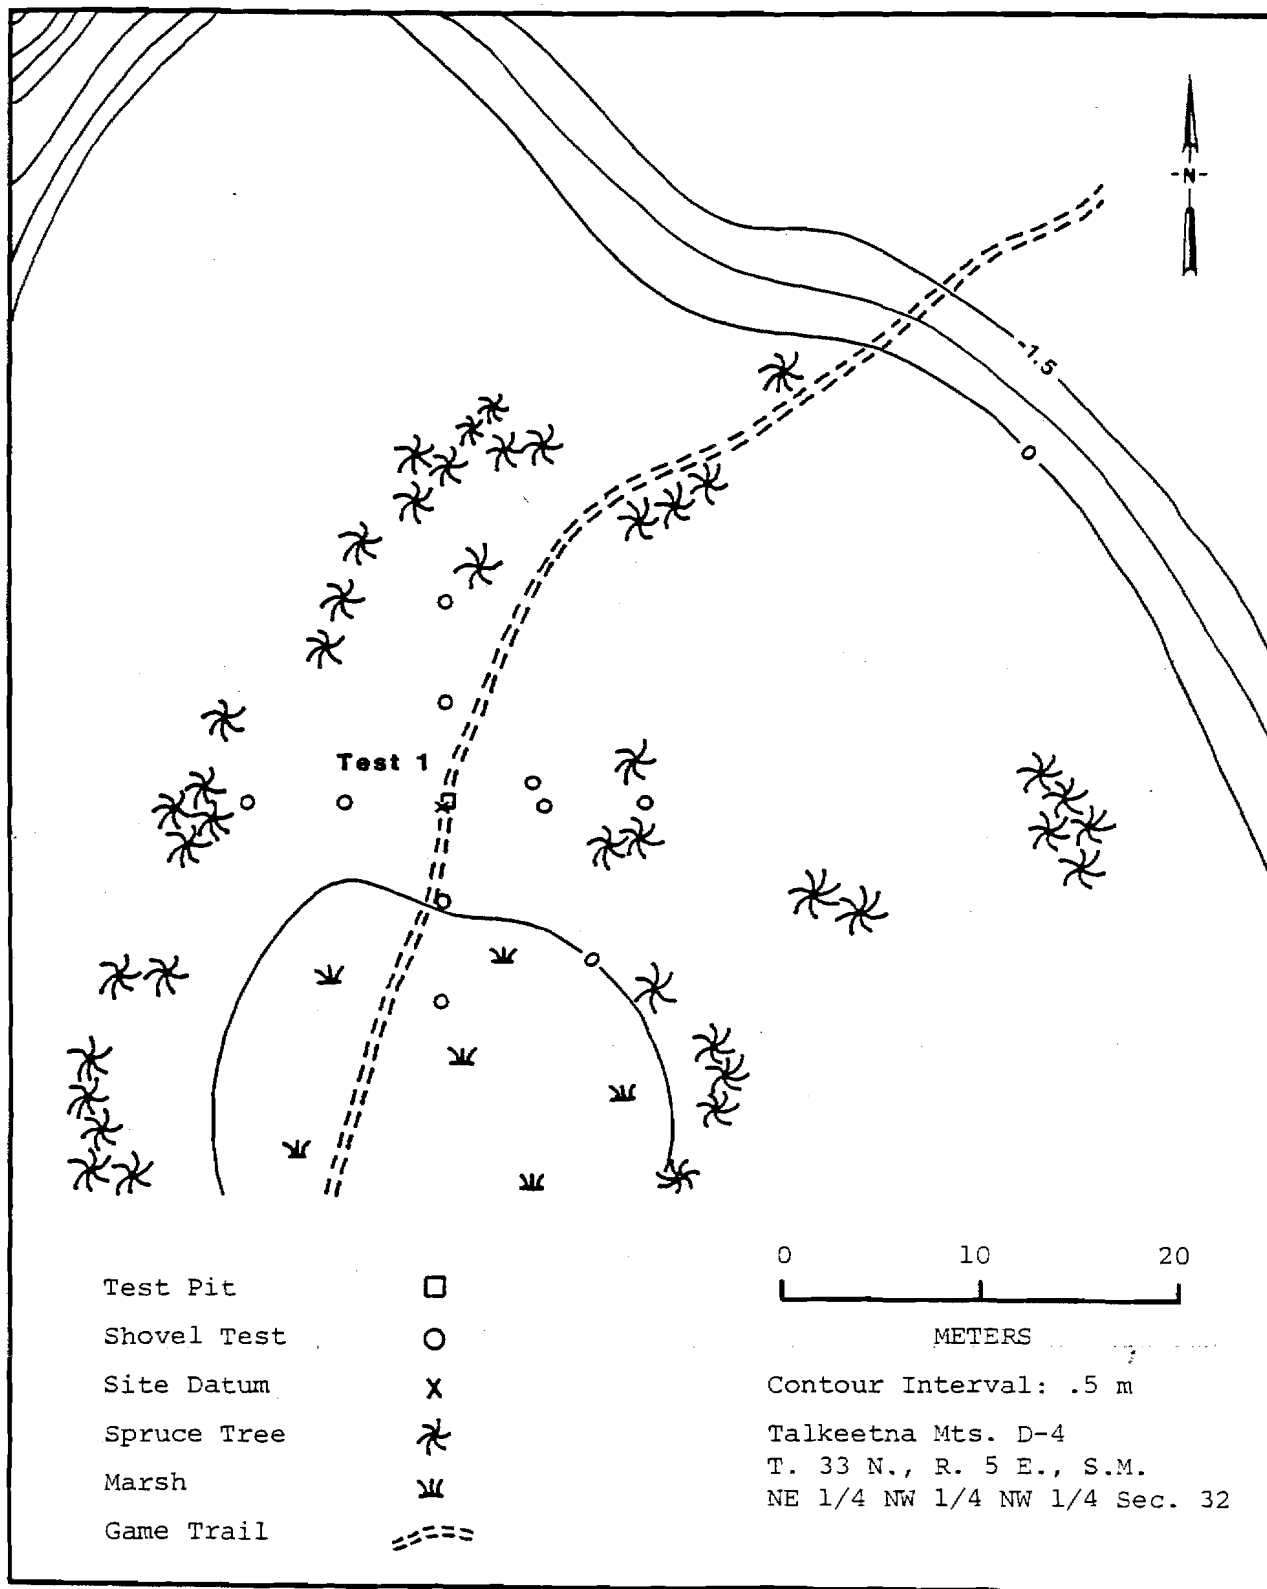 -N-
-1.5
0
Test 1
0
0 10 20
METERS
Test Pit
Shovel Test
Site Datum
Spruce Tree
Marsh
Game Trail
Contour Interval: .5 m
Talkeetna Mts. D-4
T. 33 N., R. 5 E., S.M.
NE 1/4 NW 1/4 NW 1/4 Sec. 32